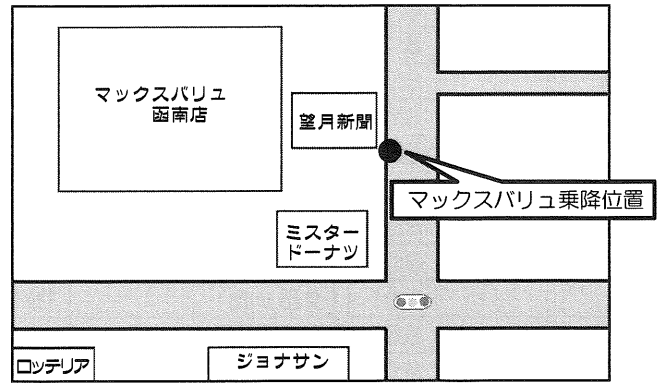 マックスバリュ
函南店
望月新聞
マックスバリュ乗降位置
ミスター
ドーナツ
ロッテリア
ジョナサン